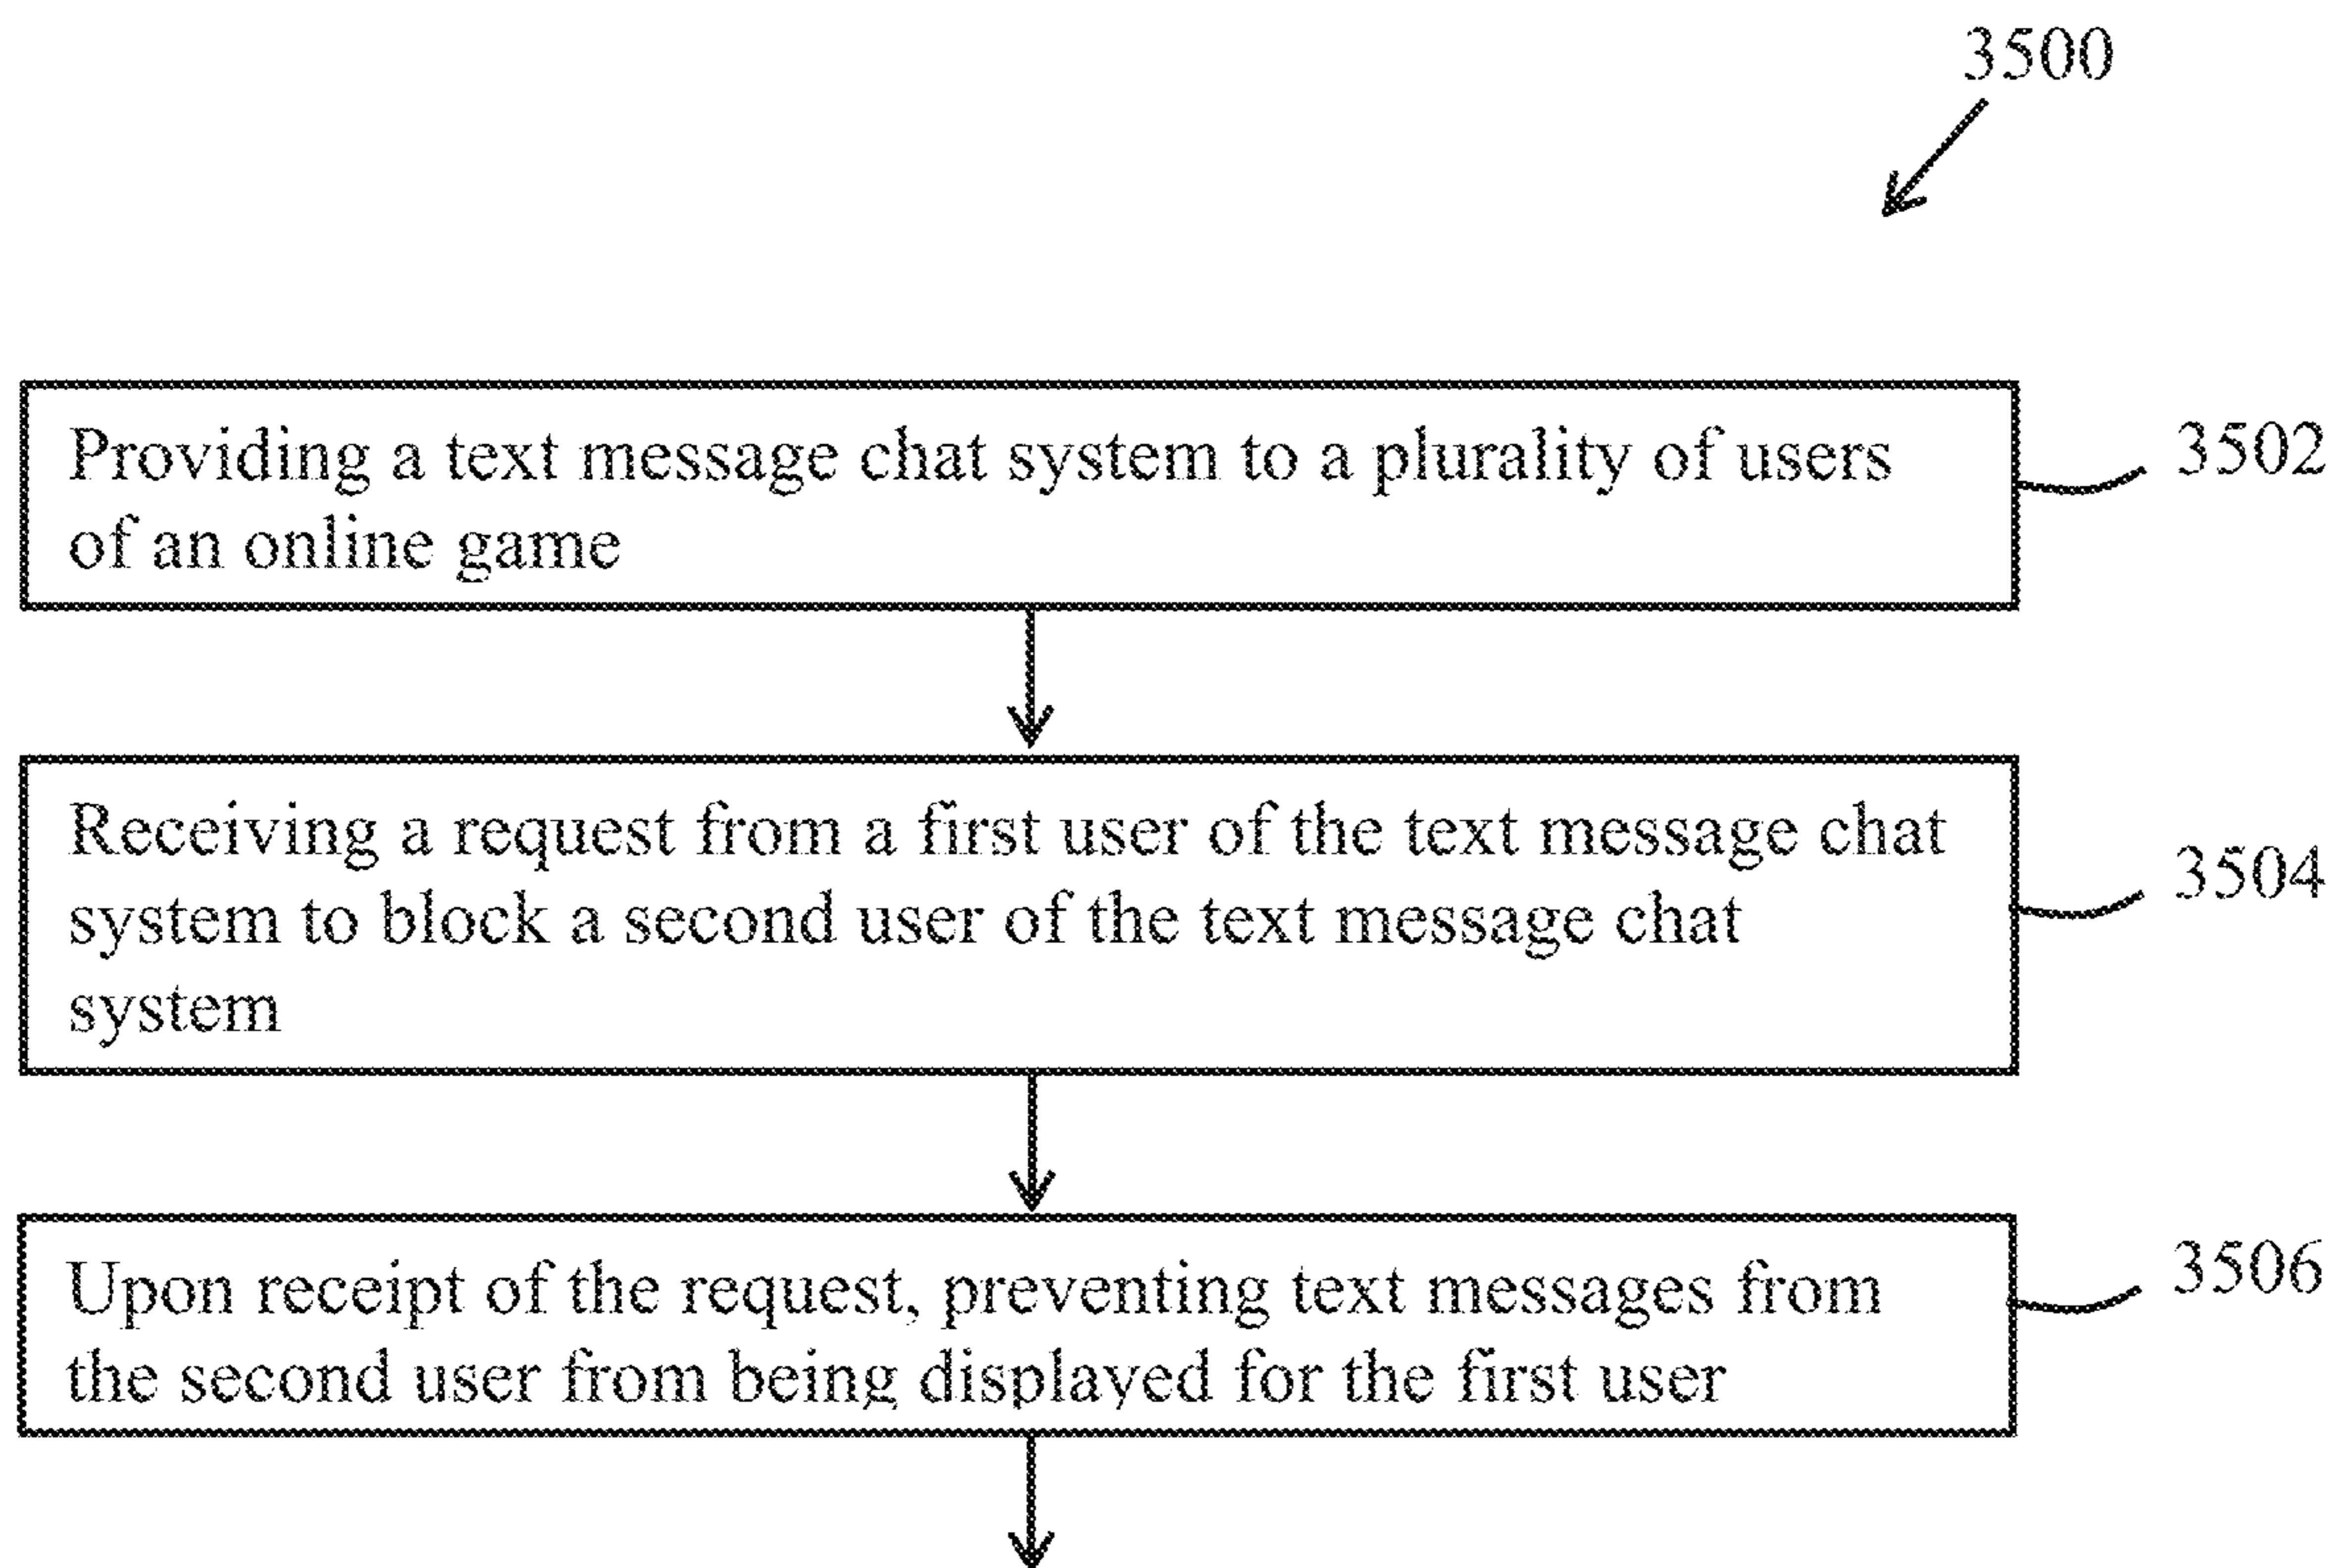 3500
Providing a text message chat system to a plurality of users
of an online game
3502
Receiving a request from a first user of the text message chat
system to block a second user of the text message chat
system
3504
Upon receipt of the request, preventing text messages from
the second user from being displayed for the first user
3506